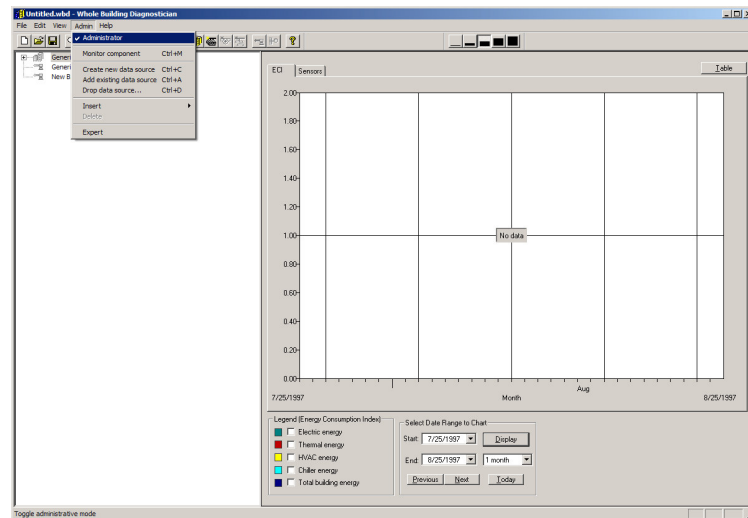 Untitled.wbd - Whole Building Diagnostician
File Edit View Admin Help
Administrator
Monitor component Ctrl+M
Create new data source Ctrl+C
Add existing data source Ctrl+A
Drop data source... Ctrl+D
Insert
Delete
Expert
New B
ECI Sensors Table
2.00
1.80
1.60
1.40
1.20
1.00 No data
0.80
0.60
0.40
0.20
0.00
Aug
7/25/1997 Month 8/25/1997
Legend (Energy Consumption Index)
Electric energy
Thermal energy
HVAC energy
Chiller energy
Total building energy
Select Date Range to Chart
Start: 7/25/1997 Display
End: 8/25/1997 1 month
Previous Next Today
Toggle administrative mode